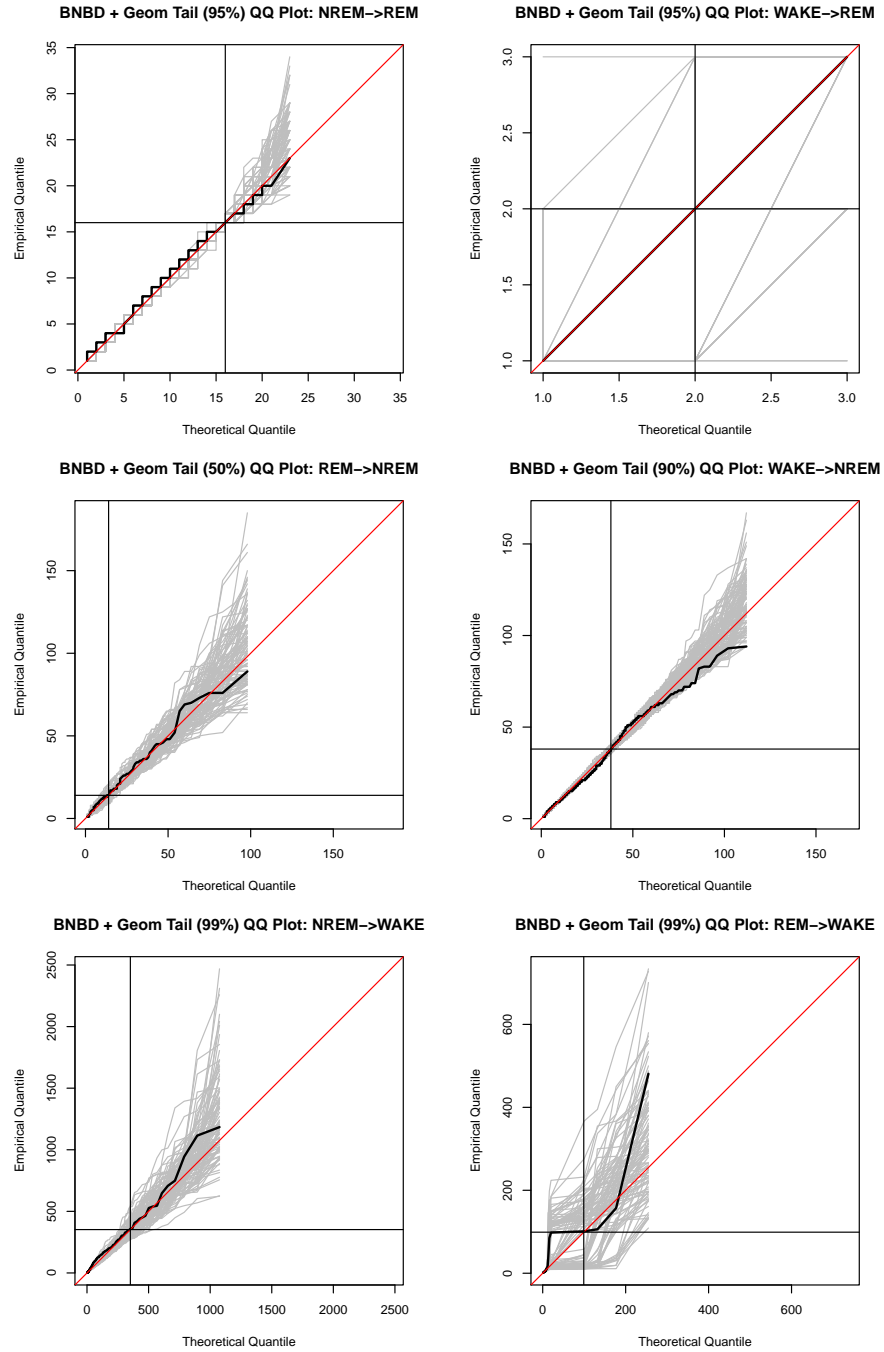 BNBD + Geom Tail (95%) QQ Plot: NREM−>REM
Empirical Quantile
0 5 10 15 20 25 30 35
0 5 10 15 20 25 30 35
Theoretical Quantile
BNBD + Geom Tail (95%) QQ Plot: WAKE−>REM
Empirical Quantile
1.0 1.5 2.0 2.5 3.0
1.0 1.5 2.0 2.5 3.0
Theoretical Quantile
BNBD + Geom Tail (50%) QQ Plot: REM−>NREM
Empirical Quantile
0 50 100 150
0 50 100 150
Theoretical Quantile
BNBD + Geom Tail (90%) QQ Plot: WAKE−>NREM
Empirical Quantile
0 50 100 150
0 50 100 150
Theoretical Quantile
BNBD + Geom Tail (99%) QQ Plot: NREM−>WAKE
Empirical Quantile
0 500 1000 1500 2000 2500
0 500 1000 1500 2000 2500
Theoretical Quantile
BNBD + Geom Tail (99%) QQ Plot: REM−>WAKE
Empirical Quantile
0 200 400 600
0 200 400 600
Theoretical Quantile